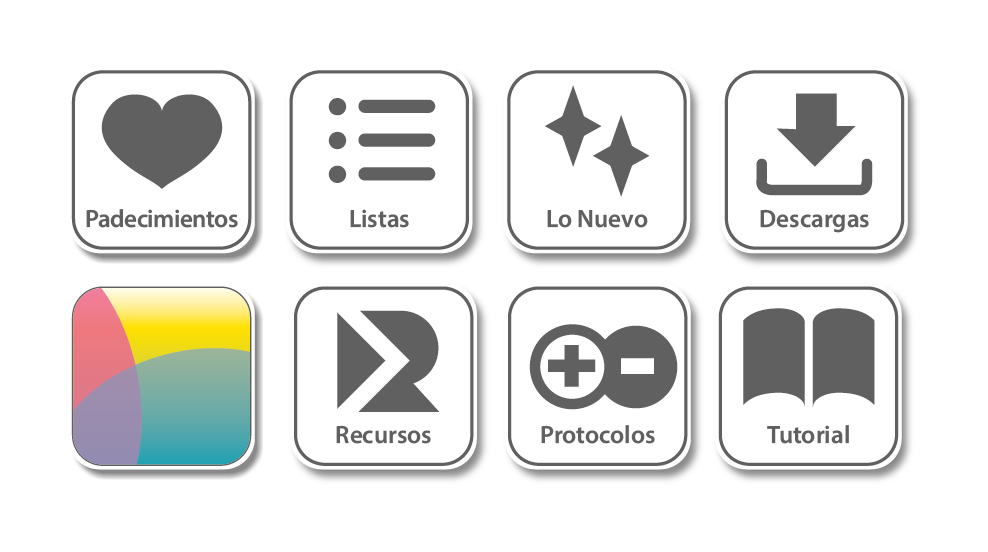 Padecimientos
Listas
Lo Nuevo
Descargas
Recursos
Protocolos
Tutorial